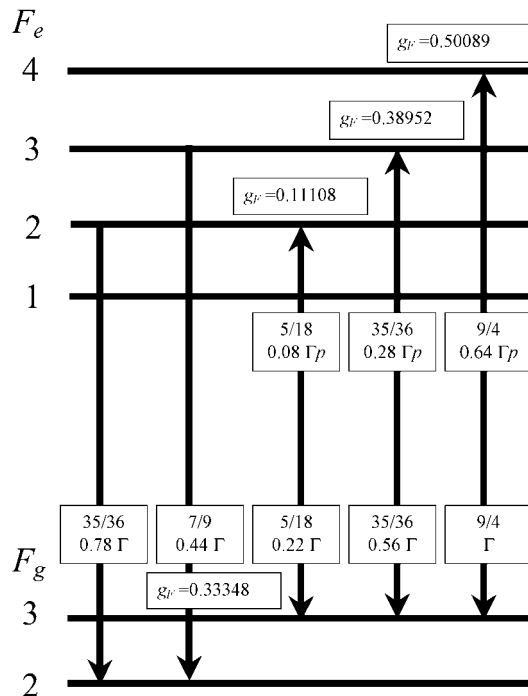 F_e
g_F=0.50089
4
g_F=0.38952
3
g_F=0.11108
2
1
5/18 35/36 9/4
0.08 Γp 0.28 Γp 0.64 Γp
35/36 7/9 5/18 35/36 9/4
0.78 Γ 0.44 Γ 0.22 Γ 0.56 Γ Γ
F_g
g_F=0.33348
3
2